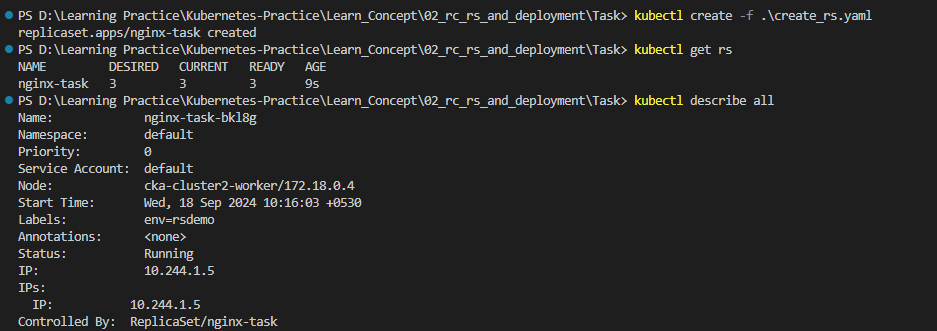 PS D:\Learning Practice\Kubernetes-Practice\Learn_Concept\02_rc_rs_and_deployment\Task> kubectl create -f .\create_rs.yaml
replicaset.apps/nginx-task created
PS D:\Learning Practice\Kubernetes-Practice\Learn_Concept\02_rc_rs_and_deployment\Task> kubectl get rs
NAME         DESIRED   CURRENT   READY   AGE
nginx-task   3         3         3       9s
PS D:\Learning Practice\Kubernetes-Practice\Learn_Concept\02_rc_rs_and_deployment\Task> kubectl describe all
Name:             nginx-task-bkl8g
Namespace:        default
Priority:         0
Service Account:  default
Node:             cka-cluster2-worker/172.18.0.4
Start Time:       Wed, 18 Sep 2024 10:16:03 +0530
Labels:           env=rsdemo
Annotations:      <none>
Status:           Running
IP:               10.244.1.5
IPs:
  IP:           10.244.1.5
Controlled By:  ReplicaSet/nginx-task